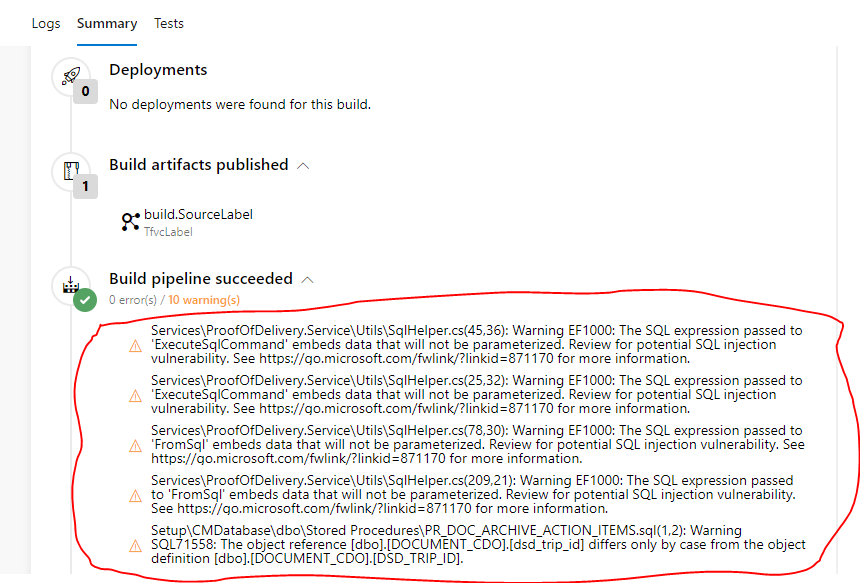 Logs Summary Tests
Deployments
0
No deployments were found for this build.
Build artifacts published
1
build.SourceLabel
TfvcLabel
Build pipeline succeeded
0 error(s) / 10 warning(s)
Services\ProofOfDelivery.Service\Utils\SqlHelper.cs(45,36): Warning EF1000: The SQL expression passed to
'ExecuteSqlCommand' embeds data that will not be parameterized. Review for potential SQL injection
vulnerability. See https://go.microsoft.com/fwlink/?linkid=871170 for more information.
Services\ProofOfDelivery.Service\Utils\SqlHelper.cs(25,32): Warning EF1000: The SQL expression passed to
'ExecuteSqlCommand' embeds data that will not be parameterized. Review for potential SQL injection
vulnerability. See https://go.microsoft.com/fwlink/?linkid=871170 for more information.
Services\ProofOfDelivery.Service\Utils\SqlHelper.cs(78,30): Warning EF1000: The SQL expression passed to
'FromSql' embeds data that will not be parameterized. Review for potential SQL injection vulnerability. See
https://go.microsoft.com/fwlink/?linkid=871170 for more information.
Services\ProofOfDelivery.Service\Utils\SqlHelper.cs(209,21): Warning EF1000: The SQL expression passed
to 'FromSql' embeds data that will not be parameterized. Review for potential SQL injection vulnerability.
See https://go.microsoft.com/fwlink/?linkid=871170 for more information.
Setup\CMDatabase\dbo\Stored Procedures\PR_DOC_ARCHIVE_ACTION_ITEMS.sql(1,2): Warning
SQL71558: The object reference [dbo].[DOCUMENT_CDO].[dsd_trip_id] differs only by case from the object
definition [dbo].[DOCUMENT_CDO].[DSD_TRIP_ID].